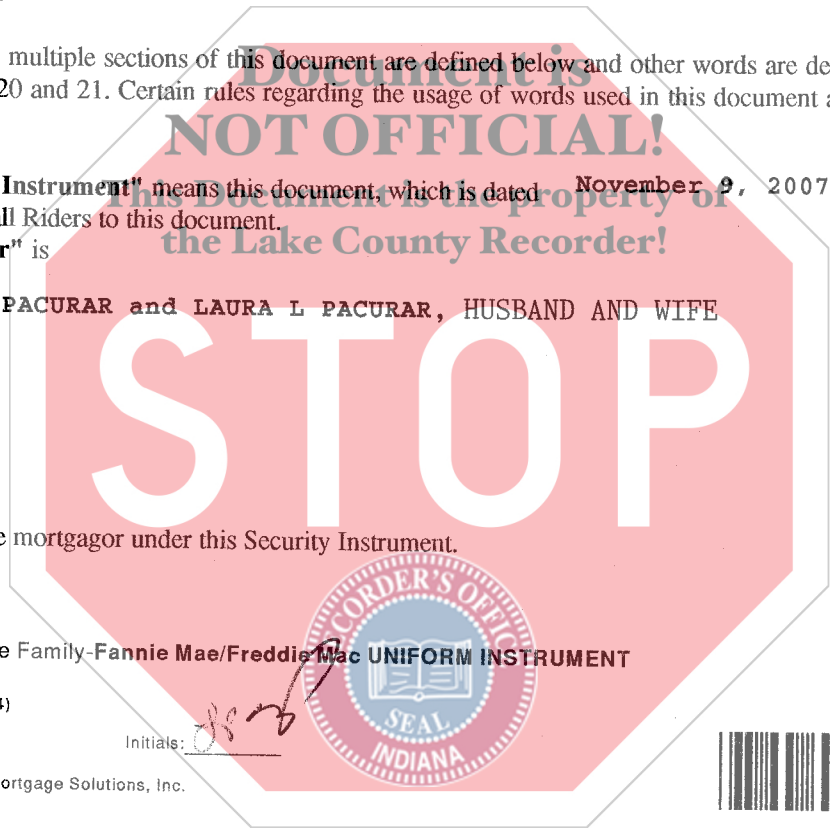 multiple sections of this document are defined below and other words are de
Document is
20 and 21. Certain rules regarding the usage of words used in this document a
NOT OFFICIAL!
Instrument" means this document, which is dated November 9, 2007
This Document is the property of
ll Riders to this document.
the Lake County Recorder!
r" is
PACURAR and LAURA L PACURAR, HUSBAND AND WIFE
STOP
e mortgagor under this Security Instrument.
CORDER'S OFFIC
e Family-Fannie Mae/Freddie Mac UNIFORM INSTRUMENT
4)
SEAL
Initials:
INDIANA
ortgage Solutions, Inc.